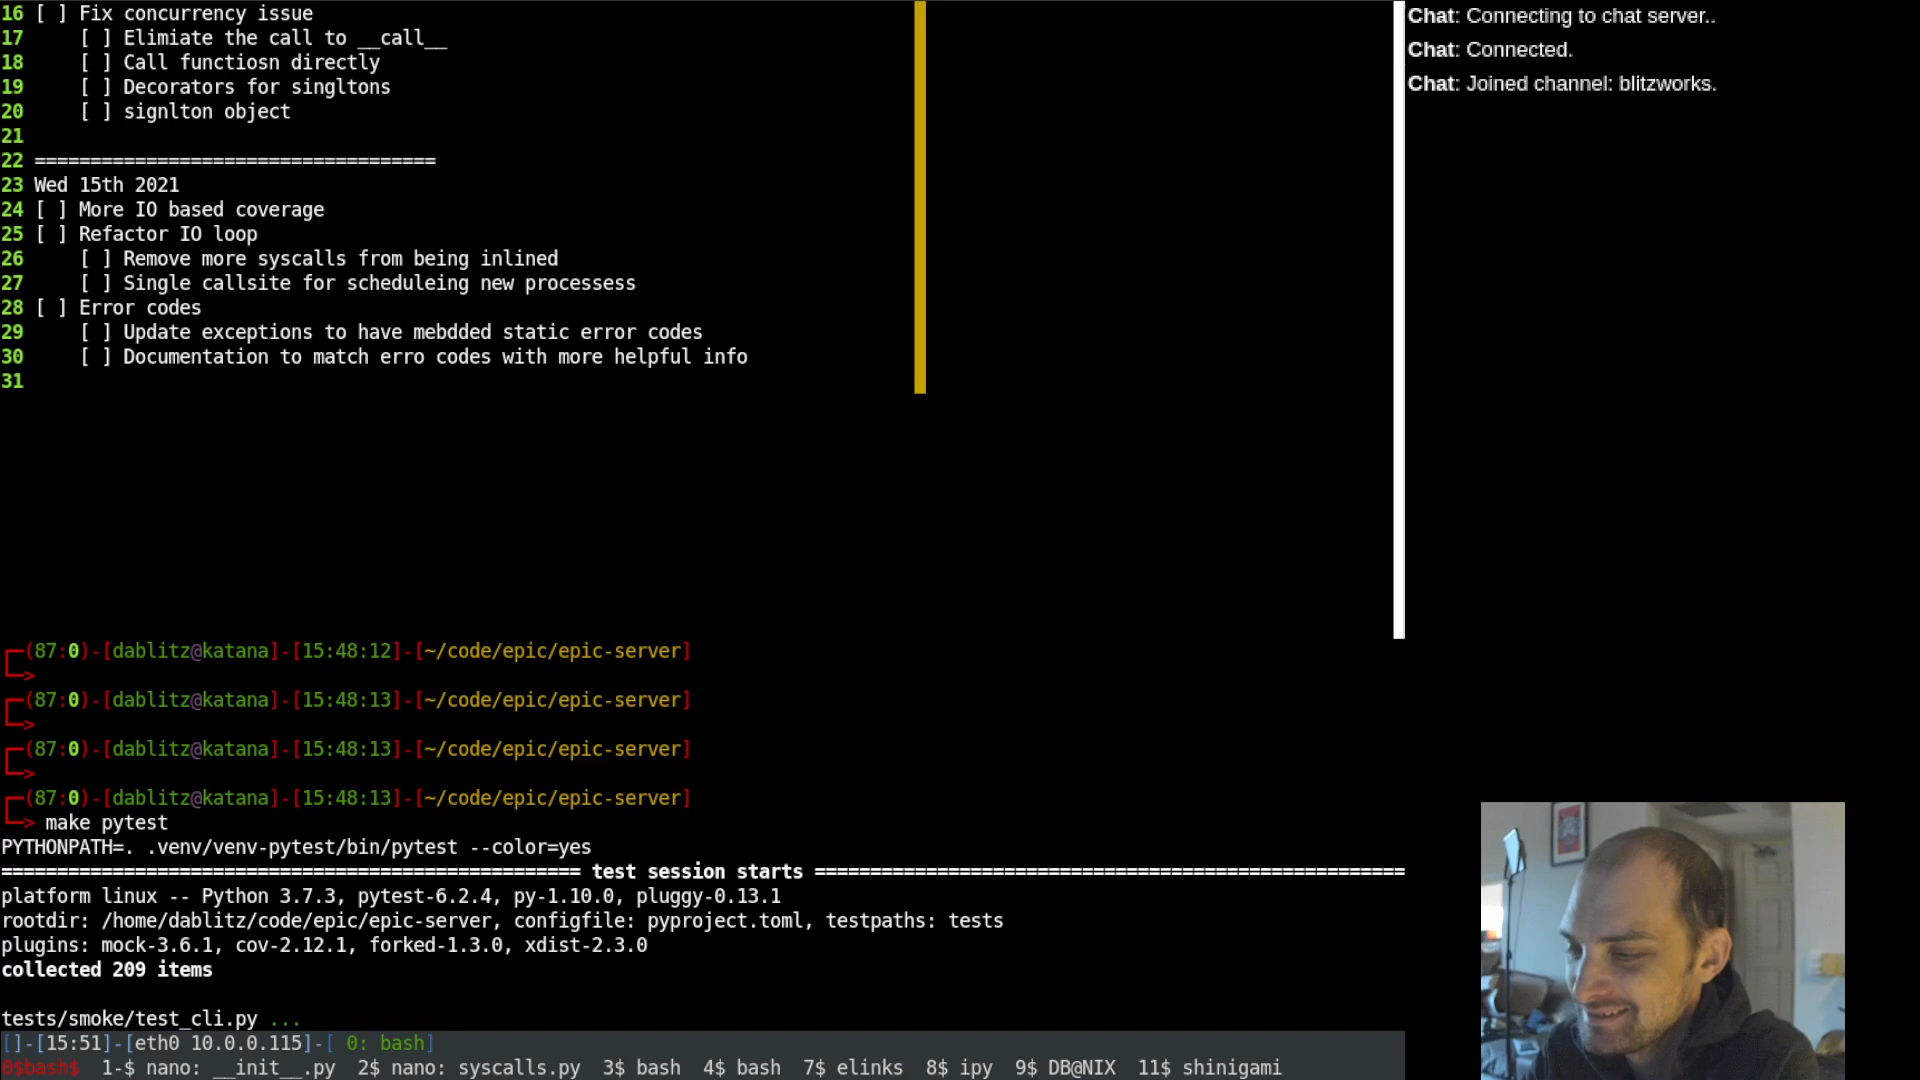 16 [ ] Fix concurrency issue
17     [ ] Elimiate the call to __call__
18     [ ] Call functiosn directly
19     [ ] Decorators for singltons
20     [ ] signlton object
21
22 ====================================
23 Wed 15th 2021
24 [ ] More IO based coverage
25 [ ] Refactor IO loop
26     [ ] Remove more syscalls from being inlined
27     [ ] Single callsite for scheduleing new processess
28 [ ] Error codes
29     [ ] Update exceptions to have mebdded static error codes
30     [ ] Documentation to match erro codes with more helpful info
31
Chat: Connecting to chat server..
Chat: Connected.
Chat: Joined channel: blitzworks.
┌─(87:0)-[dablitz@katana]-[15:48:12]-[~/code/epic/epic-server]
└─>
┌─(87:0)-[dablitz@katana]-[15:48:13]-[~/code/epic/epic-server]
└─>
┌─(87:0)-[dablitz@katana]-[15:48:13]-[~/code/epic/epic-server]
└─>
┌─(87:0)-[dablitz@katana]-[15:48:13]-[~/code/epic/epic-server]
└─> make pytest
PYTHONPATH=. .venv/venv-pytest/bin/pytest --color=yes
==================================================== test session starts =====================================================
platform linux -- Python 3.7.3, pytest-6.2.4, py-1.10.0, pluggy-0.13.1
rootdir: /home/dablitz/code/epic/epic-server, configfile: pyproject.toml, testpaths: tests
plugins: mock-3.6.1, cov-2.12.1, forked-1.3.0, xdist-2.3.0
collected 209 items
tests/smoke/test_cli.py ...
[]-[15:51]-[eth0 10.0.0.115]-[ 0: bash]
0$bash$  1-$ nano: __init__.py  2$ nano: syscalls.py  3$ bash  4$ bash  7$ elinks  8$ ipy  9$ DB@NIX  11$ shinigami